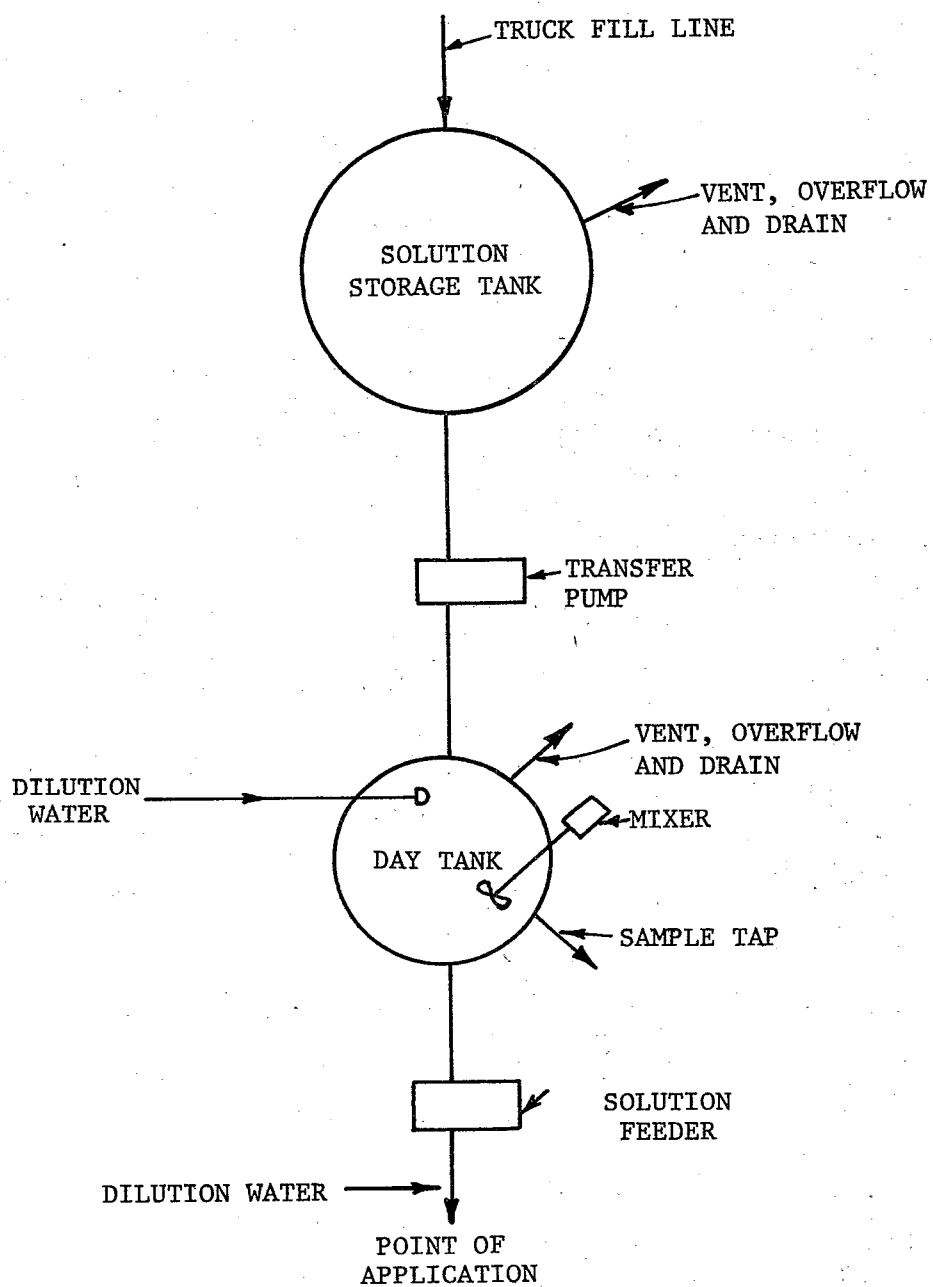 TRUCK FILL LINE
VENT, OVERFLOW
AND DRAIN
SOLUTION
STORAGE TANK
TRANSFER
PUMP
VENT, OVERFLOW
AND DRAIN
DILUTION
WATER
MIXER
DAY TANK
SAMPLE TAP
SOLUTION
FEEDER
DILUTION WATER
POINT OF
APPLICATION